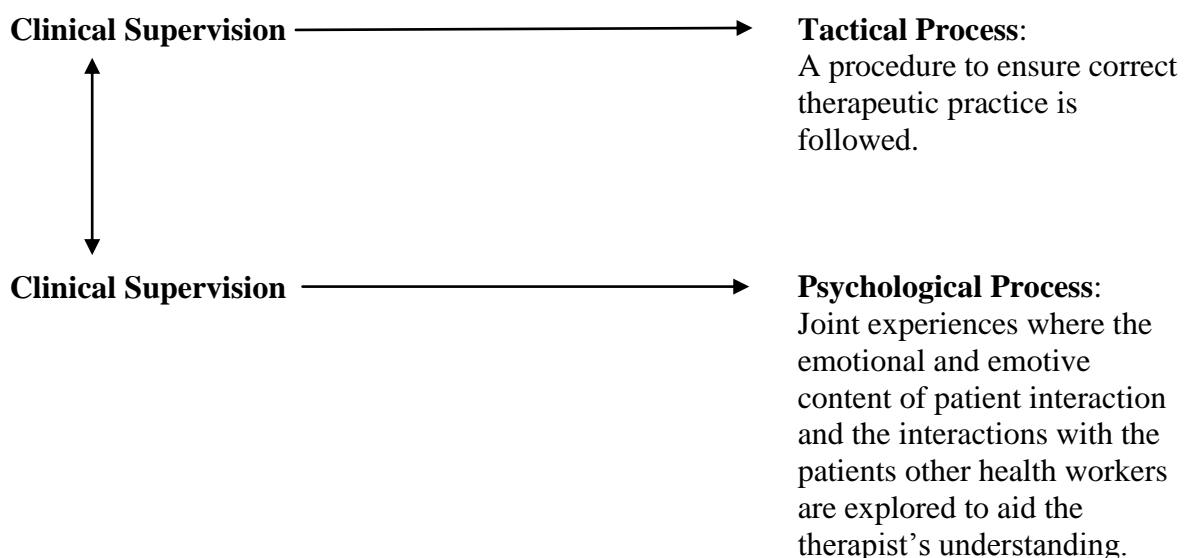 Clinical Supervision
Tactical Process:
A procedure to ensure correct
therapeutic practice is
followed.
Clinical Supervision
Psychological Process:
Joint experiences where the
emotional and emotive
content of patient interaction
and the interactions with the
patients other health workers
are explored to aid the
therapist’s understanding.